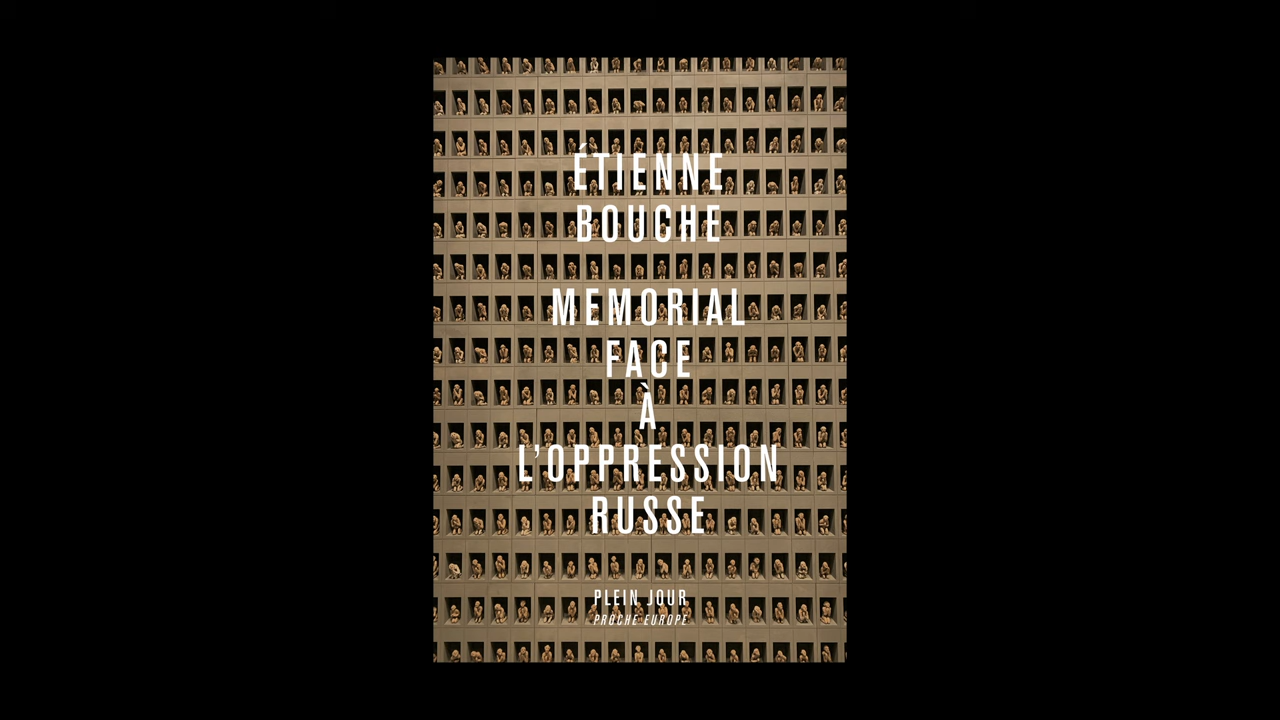 ÉTIENNE
BOUCHE
MEMORIAL
FACE
À
L'OPPRESSION
RUSSE
PLEIN JOUR
PROCHE EUROPE